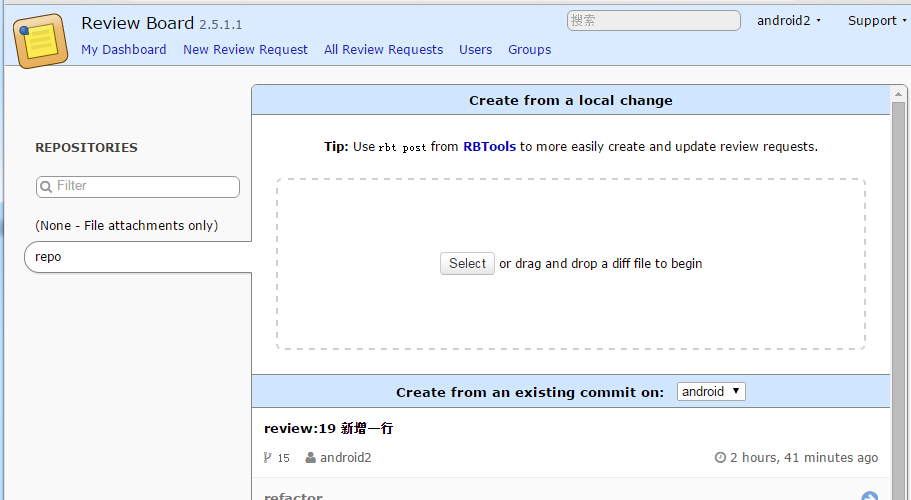 Review Board 2.5.1.1
搜索
android2
Support
My Dashboard New Review Request All Review Requests Users Groups
REPOSITORIES
Filter
(None - File attachments only)
repo
Create from a local change
Tip: Use rbt post from RBTools to more easily create and update review requests.
Select or drag and drop a diff file to begin
Create from an existing commit on: android
review:19 新增一行
15 android2 2 hours, 41 minutes ago
refactor